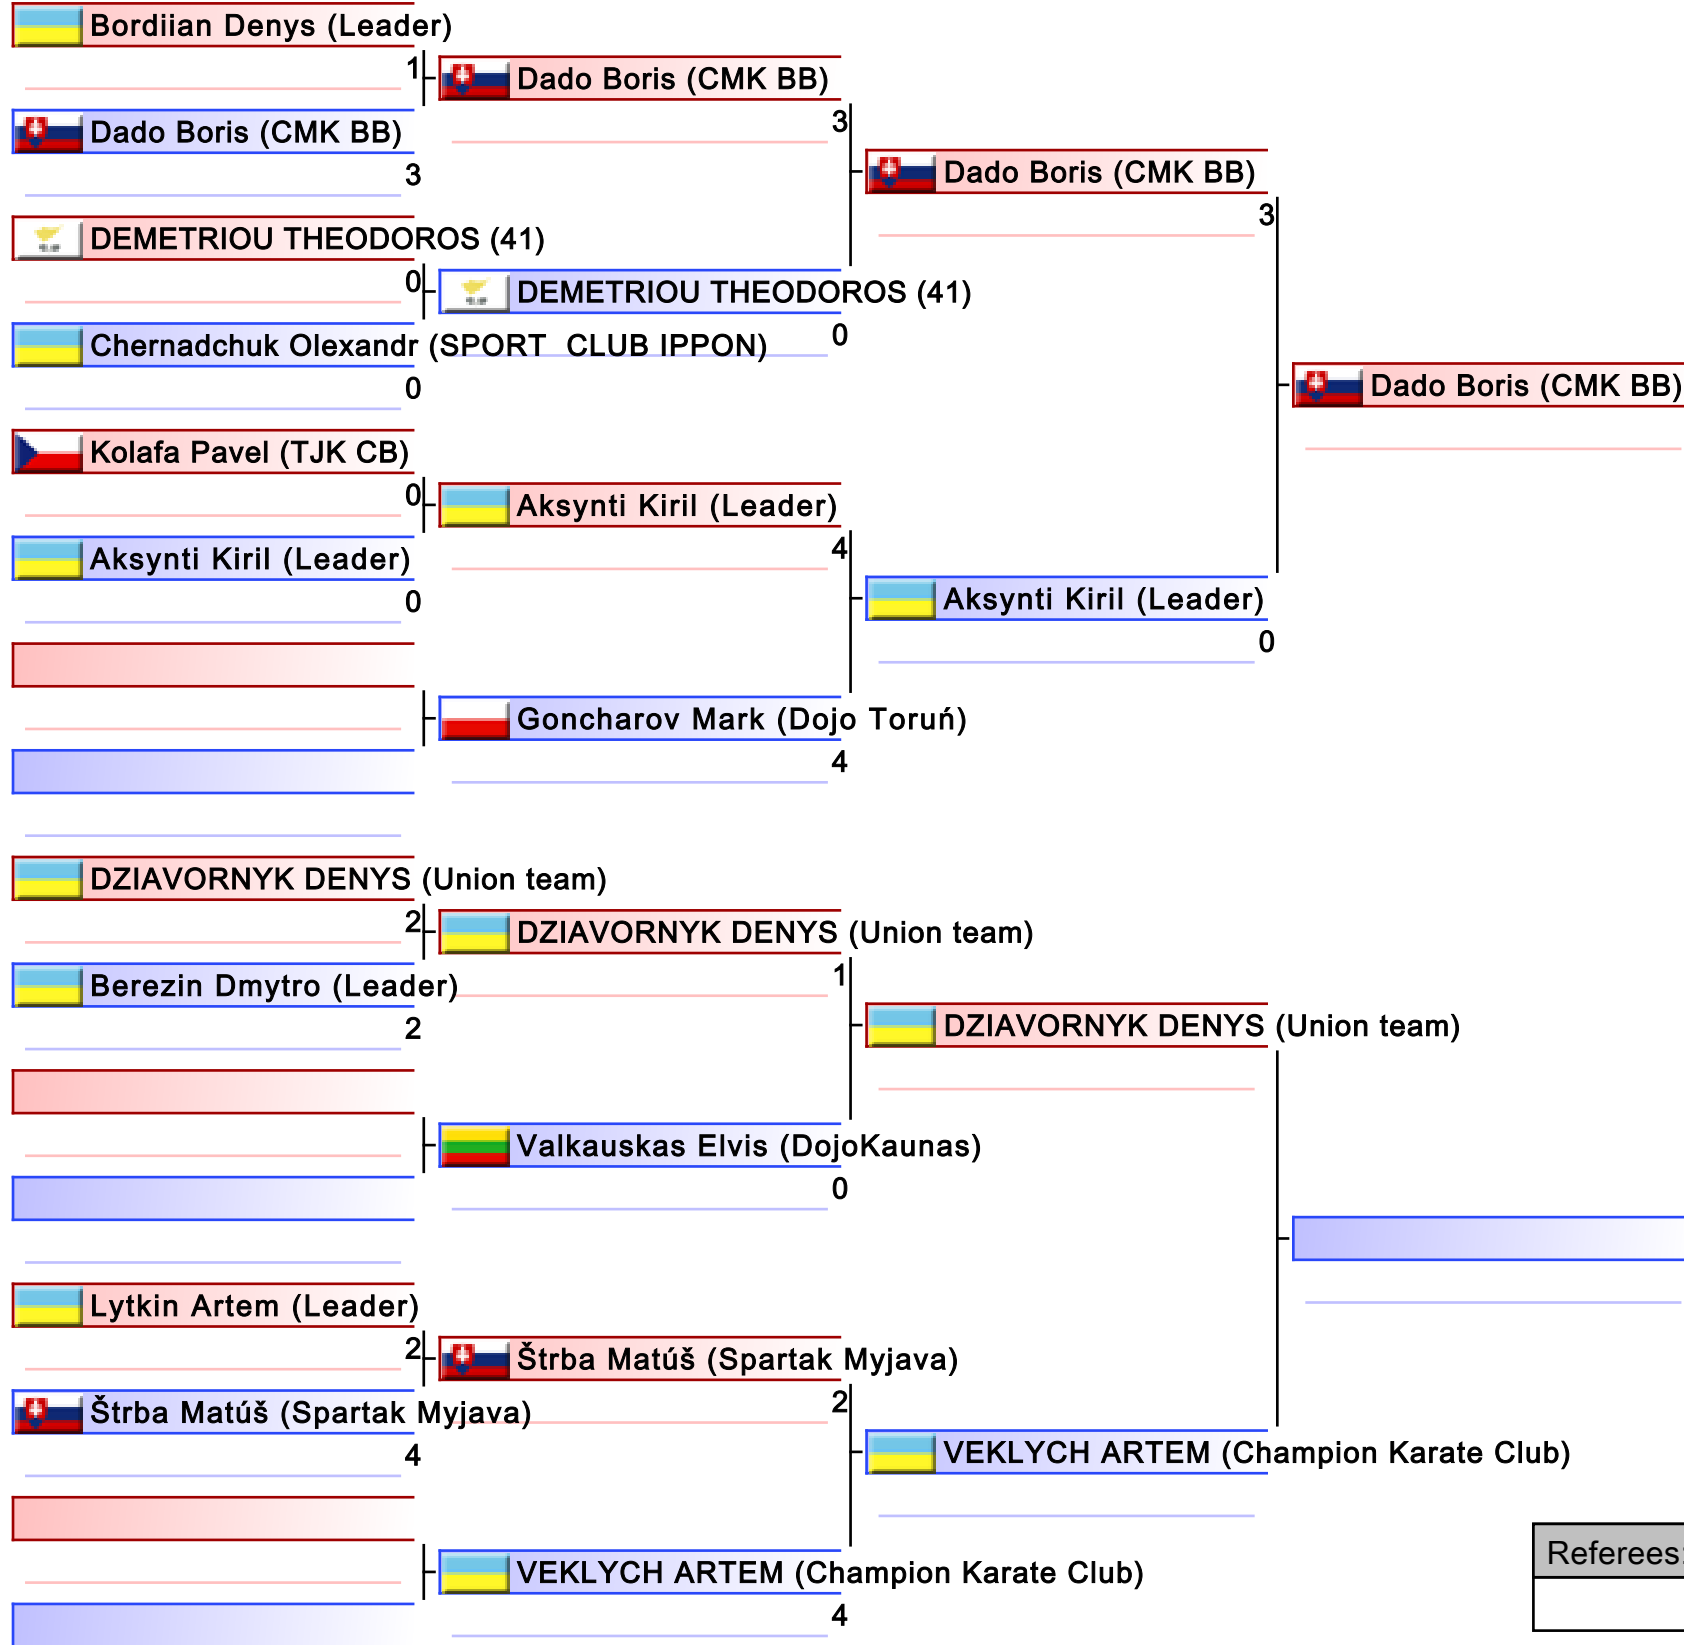 Bordiian Denys (Leader)
1
Dado Boris (CMK BB)
Dado Boris (CMK BB)
3
3
Dado Boris (CMK BB)
3
DEMETRIOU THEODOROS (41)
0
DEMETRIOU THEODOROS (41)
0
Chernadchuk Olexandr (SPORT CLUB IPPON)
0
Dado Boris (CMK BB)
Kolafa Pavel (TJK CB)
0
Aksynti Kiril (Leader)
4
Aksynti Kiril (Leader)
0
Aksynti Kiril (Leader)
0
Goncharov Mark (Dojo Toruń)
4
DZIAVORNYK DENYS (Union team)
2
DZIAVORNYK DENYS (Union team)
1
Berezin Dmytro (Leader)
2
DZIAVORNYK DENYS (Union team)
Valkauskas Elvis (DojoKaunas)
0
Lytkin Artem (Leader)
2
Štrba Matúš (Spartak Myjava)
2
Štrba Matúš (Spartak Myjava)
4
VEKLYCH ARTEM (Champion Karate Club)
VEKLYCH ARTEM (Champion Karate Club)
4
Referees: